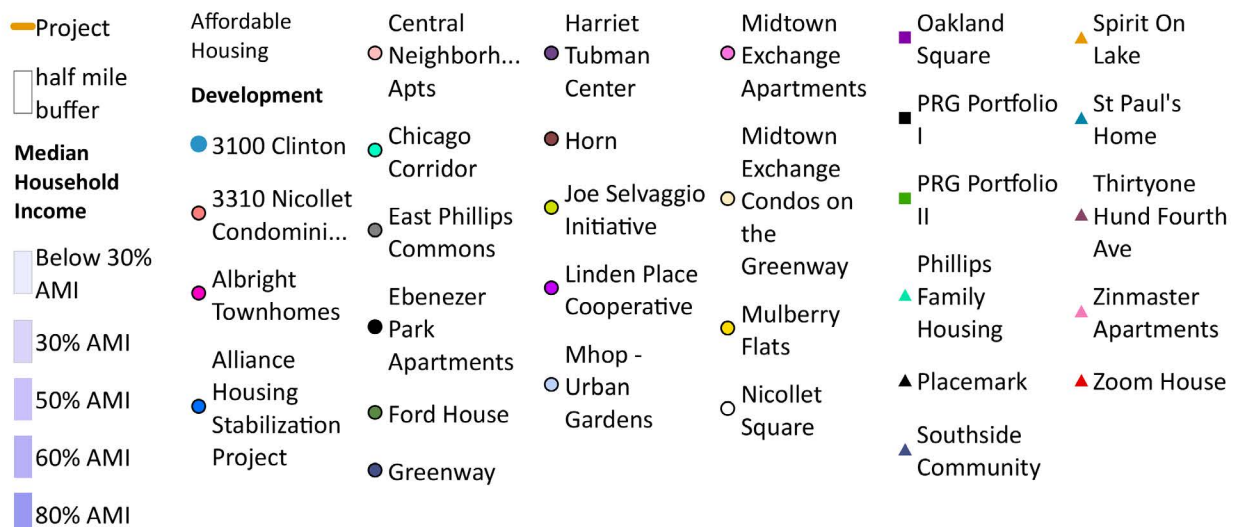 Project
half mile
buffer
Median
Household
Income
Below 30%
AMI
30% AMI
50% AMI
60% AMI
80% AMI
Affordable
Housing
Development
3100 Clinton
3310 Nicollet
Condomini...
Albright
Townhomes
Alliance
Housing
Stabilization
Project
Central
Neighborh...
Apts
Chicago
Corridor
East Phillips
Commons
Ebenezer
Park
Apartments
Ford House
Greenway
Harriet
Tubman
Center
Horn
Joe Selvaggio
Initiative
Linden Place
Cooperative
Mhop -
Urban
Gardens
Midtown
Exchange
Apartments
Midtown
Exchange
Condos on
the
Greenway
Mulberry
Flats
Nicollet
Square
Oakland
Square
PRG Portfolio
I
PRG Portfolio
II
Phillips
Family
Housing
Placemark
Southside
Community
Spirit On
Lake
St Paul's
Home
Thirtyone
Hund Fourth
Ave
Zinmaster
Apartments
Zoom House